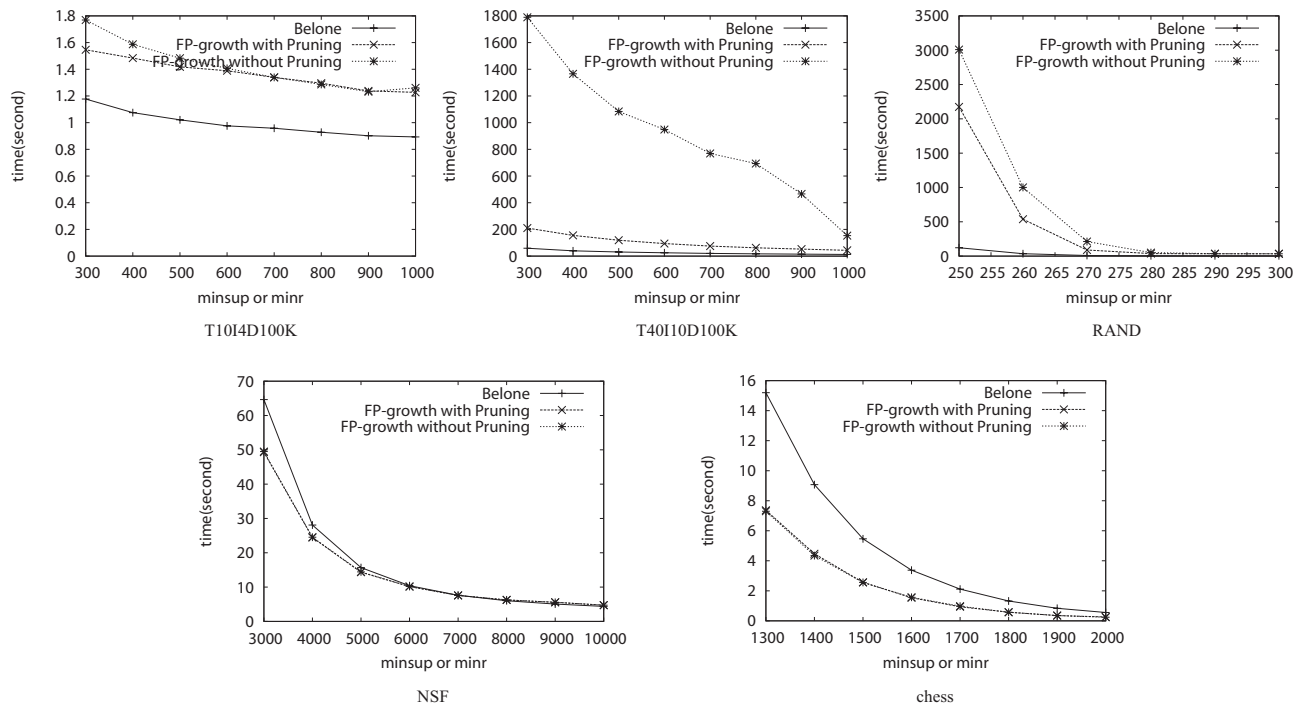 1.8
1.6
1.4
1.2
1
0.8
0.6
0.4
0.2
0
time(second)
Belone
FP-growth with Pruning
FP-growth without Pruning
300 400 500 600 700 800 900 1000
minsup or minr
T10I4D100K
1800
1600
1400
1200
1000
800
600
400
200
0
time(second)
Belone
FP-growth with Pruning
FP-growth without Pruning
300 400 500 600 700 800 900 1000
minsup or minr
T40I10D100K
3500
3000
2500
2000
1500
1000
500
0
time(second)
Belone
FP-growth with Pruning
FP-growth without Pruning
250 255 260 265 270 275 280 285 290 295 300
minsup or minr
RAND
70
60
50
40
30
20
10
0
time(second)
Belone
FP-growth with Pruning
FP-growth without Pruning
3000 4000 5000 6000 7000 8000 9000 10000
minsup or minr
NSF
16
14
12
10
8
6
4
2
0
time(second)
Belone
FP-growth with Pruning
FP-growth without Pruning
1300 1400 1500 1600 1700 1800 1900 2000
minsup or minr
chess